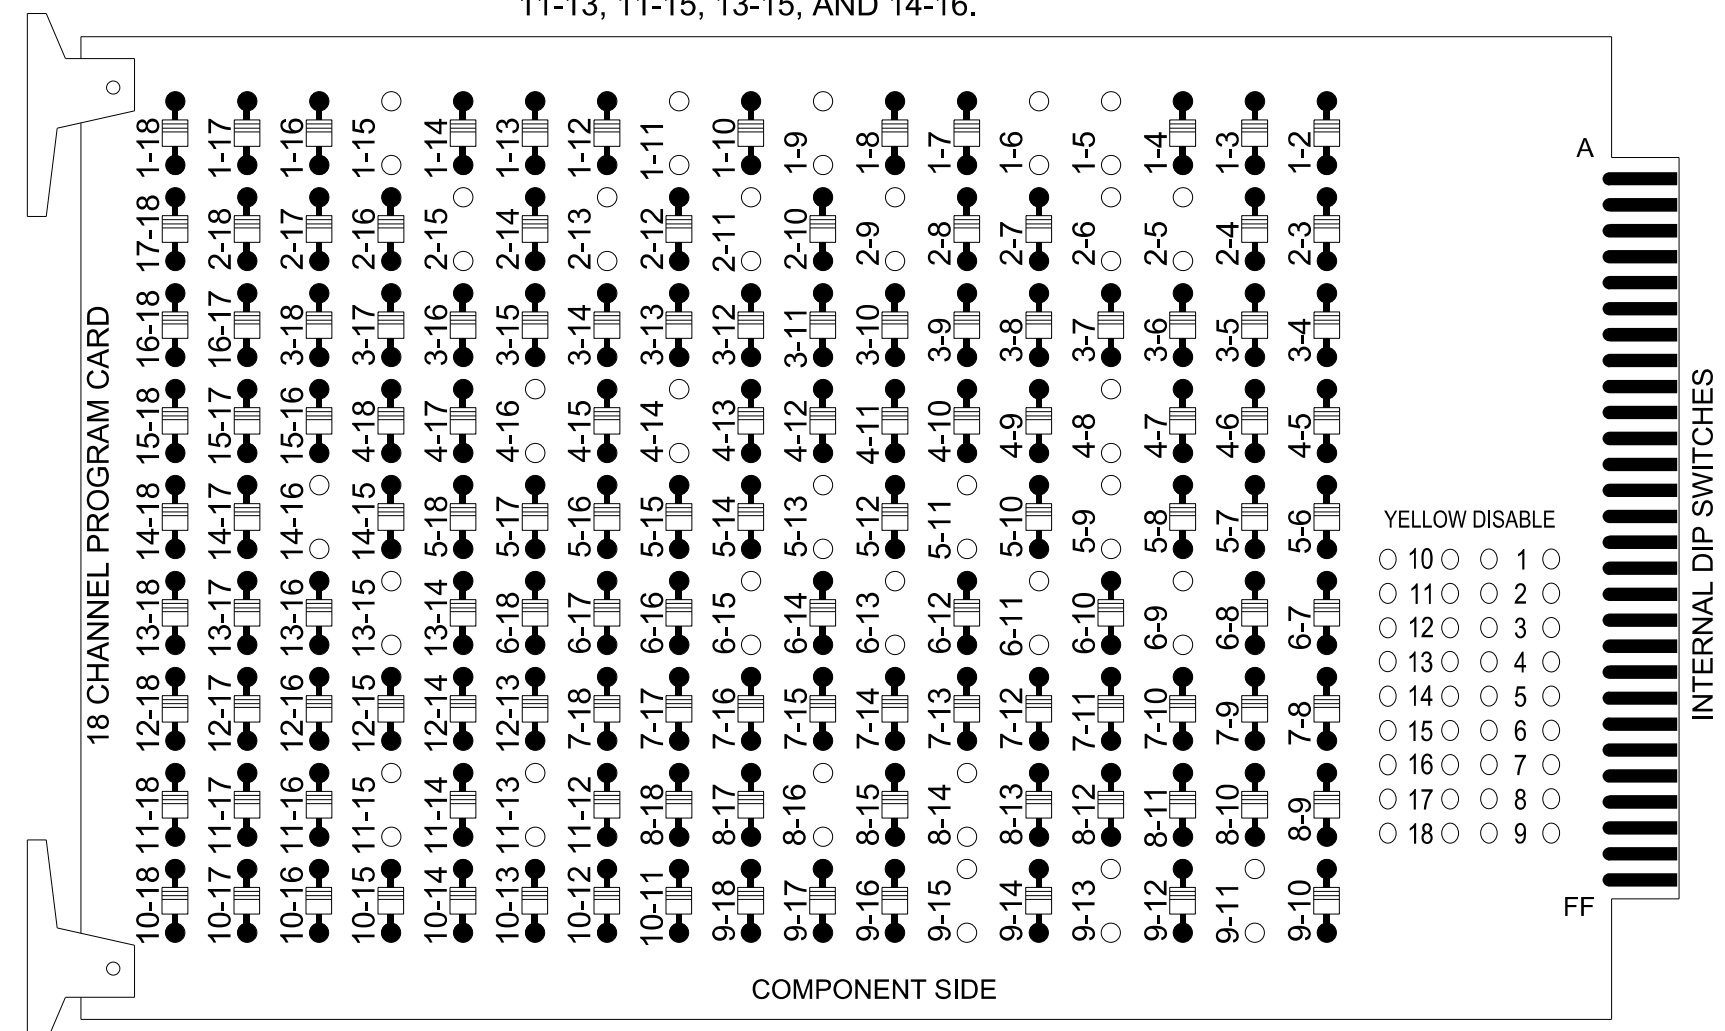 11-13, 11-15, 13-15, AND 14-16.
1-18 1-17 1-16 1-15 1-14 1-13 1-12 1-11 1-10 1-9 1-8 1-7 1-6 1-5 1-4 1-3 1-2
17-18 2-18 2-17 2-16 2-15 2-14 2-13 2-12 2-11 2-10 2-9 2-8 2-7 2-6 2-5 2-4 2-3
16-18 16-17 3-18 3-17 3-16 3-15 3-14 3-13 3-12 3-11 3-10 3-9 3-8 3-7 3-6 3-5 3-4
15-18 15-17 15-16 4-18 4-17 4-16 4-15 4-14 4-13 4-12 4-11 4-10 4-9 4-8 4-7 4-6 4-5
14-18 14-17 14-16 14-15 5-18 5-17 5-16 5-15 5-14 5-13 5-12 5-11 5-10 5-9 5-8 5-7 5-6
13-18 13-17 13-16 13-15 13-14 6-18 6-17 6-16 6-15 6-14 6-13 6-12 6-11 6-10 6-9 6-8 6-7
12-18 12-17 12-16 12-15 12-14 12-13 7-18 7-17 7-16 7-15 7-14 7-13 7-12 7-11 7-10 7-9 7-8
11-18 11-17 11-16 11-15 11-14 11-13 11-12 8-18 8-17 8-16 8-15 8-14 8-13 8-12 8-11 8-10 8-9
10-18 10-17 10-16 10-15 10-14 10-13 10-12 10-11 9-18 9-17 9-16 9-15 9-14 9-13 9-12 9-11 9-10
18 CHANNEL PROGRAM CARD
A
YELLOW DISABLE
10 1
11 2
12 3
13 4
14 5
15 6
16 7
17 8
18 9
FF
INTERNAL DIP SWITCHES
COMPONENT SIDE